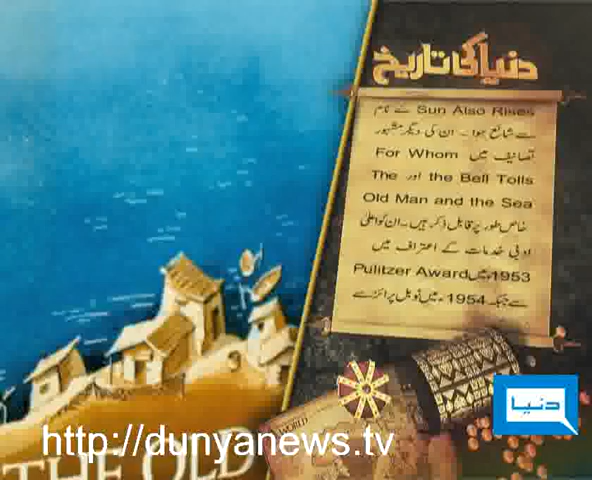 دنیا کی تاریخ
Sun Also Rises کے نام
سے شائع ہوا ۔ ان کی دیگر مشہور
تصانیف میں For Whom
the Bell Tolls اور The
Old Man and the Sea
خاص طور پر قابل ذکر ہیں ۔ ان کو اعلیٰ
ادبی خدمات کے اعتراف میں
1953ء میں Pulitzer Award
سے جبکہ 1954ء میں نوبل پرائز سے
WORLD
دنیا
http://dunyanews.tv
THE OLD